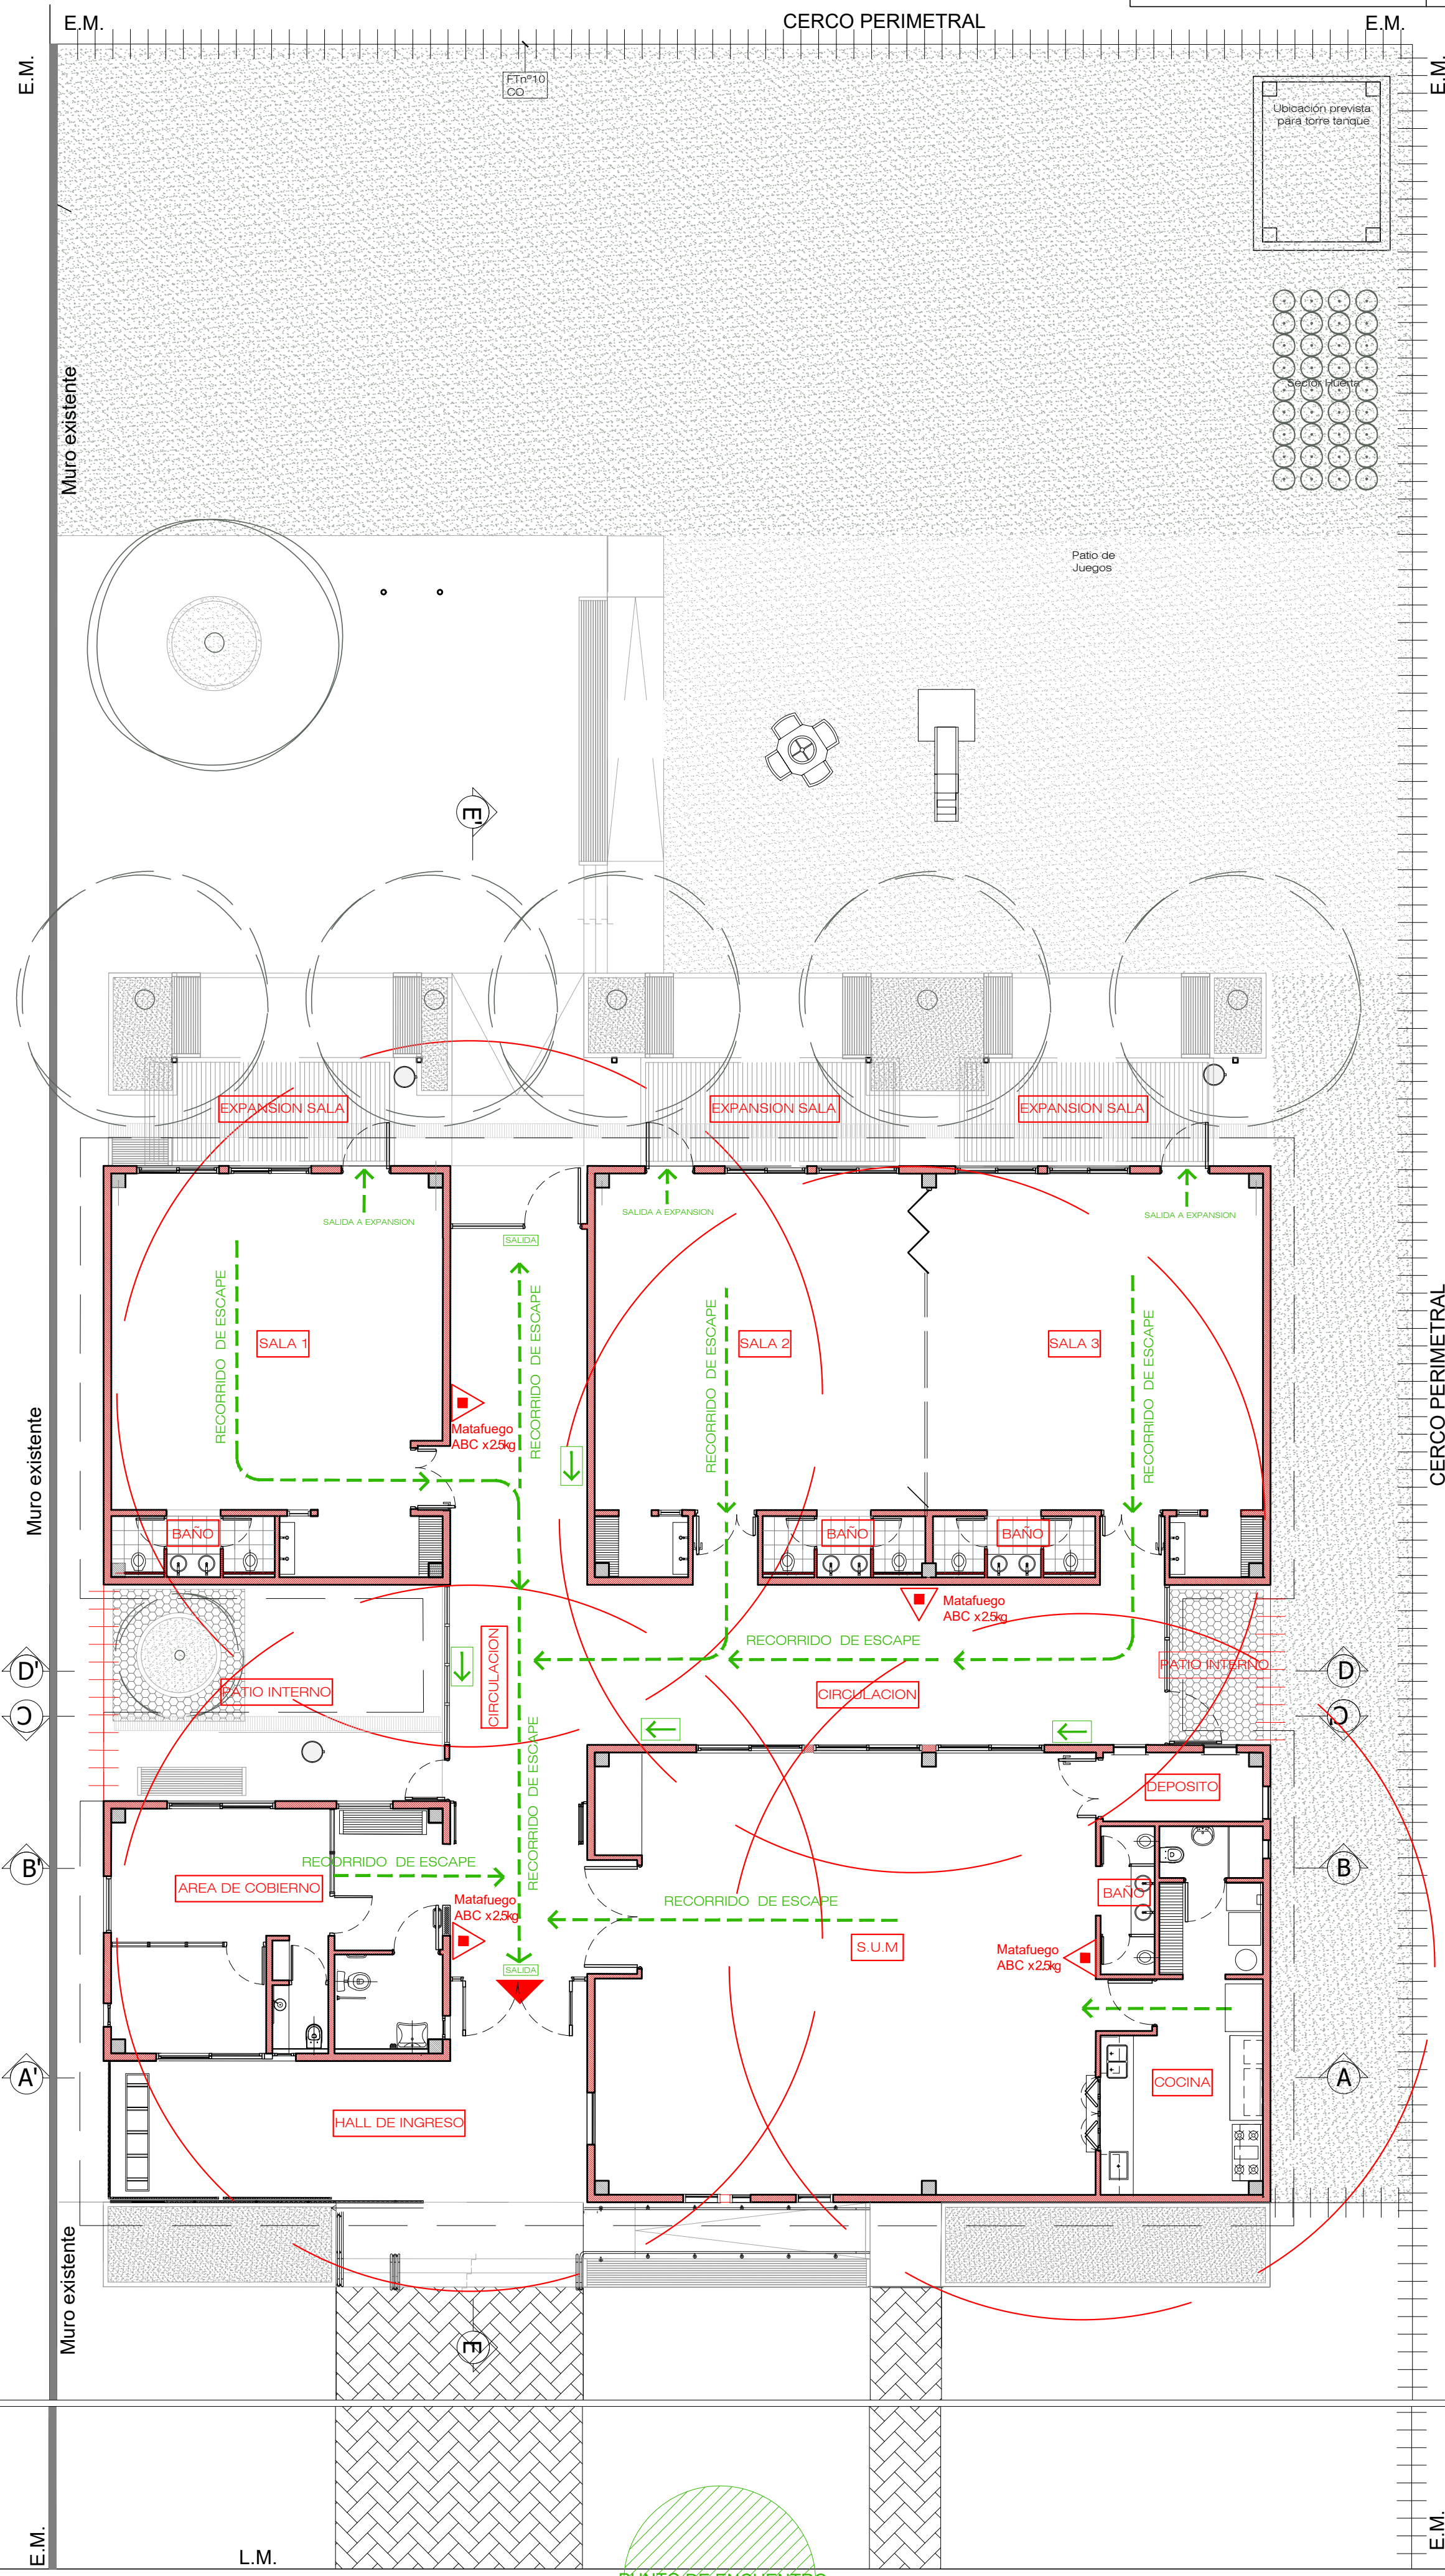 E.M.
CERCO PERIMETRAL
E.M.
E.M.
E.M.
FTnº10
CO
Ubicación prevista
para torre tanque
Muro existente
Sector Huerta
Patio de
Juegos
E'
EXPANSION SALA
EXPANSION SALA
EXPANSION SALA
SALIDA A EXPANSION
SALIDA A EXPANSION
SALIDA A EXPANSION
SALIDA
RECORRIDO DE ESCAPE
RECORRIDO DE ESCAPE
RECORRIDO DE ESCAPE
RECORRIDO DE ESCAPE
SALA 1
SALA 2
SALA 3
CERCO PERIMETRAL
Matafuego
ABC x2.5kg
Muro existente
BAÑO
BAÑO
BAÑO
Matafuego
ABC x2.5kg
RECORRIDO DE ESCAPE
CIRCULACION
PATIO INTERNO
PATIO INTERNO
CIRCULACION
D'
D
C
C'
RECORRIDO DE ESCAPE
DEPOSITO
B'
RECORRIDO DE ESCAPE
B
AREA DE COBIERNO
BAÑO
Matafuego
ABC x2.5kg
RECORRIDO DE ESCAPE
S.U.M
Matafuego
ABC x2.5kg
SALIDA
A'
COCINA
A
HALL DE INGRESO
Muro existente
E
E.M.
L.M.
E.M.
PUNTO DE ENCUENTRO